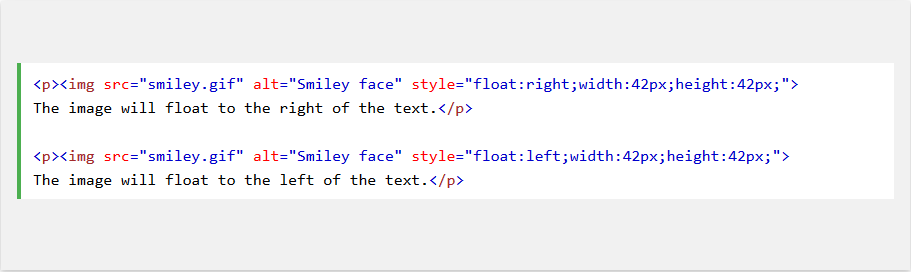 <p><img src="smiley.gif" alt="Smiley face" style="float:right;width:42px;height:42px;">
The image will float to the right of the text.</p>
<p><img src="smiley.gif" alt="Smiley face" style="float:left;width:42px;height:42px;">
The image will float to the left of the text.</p>